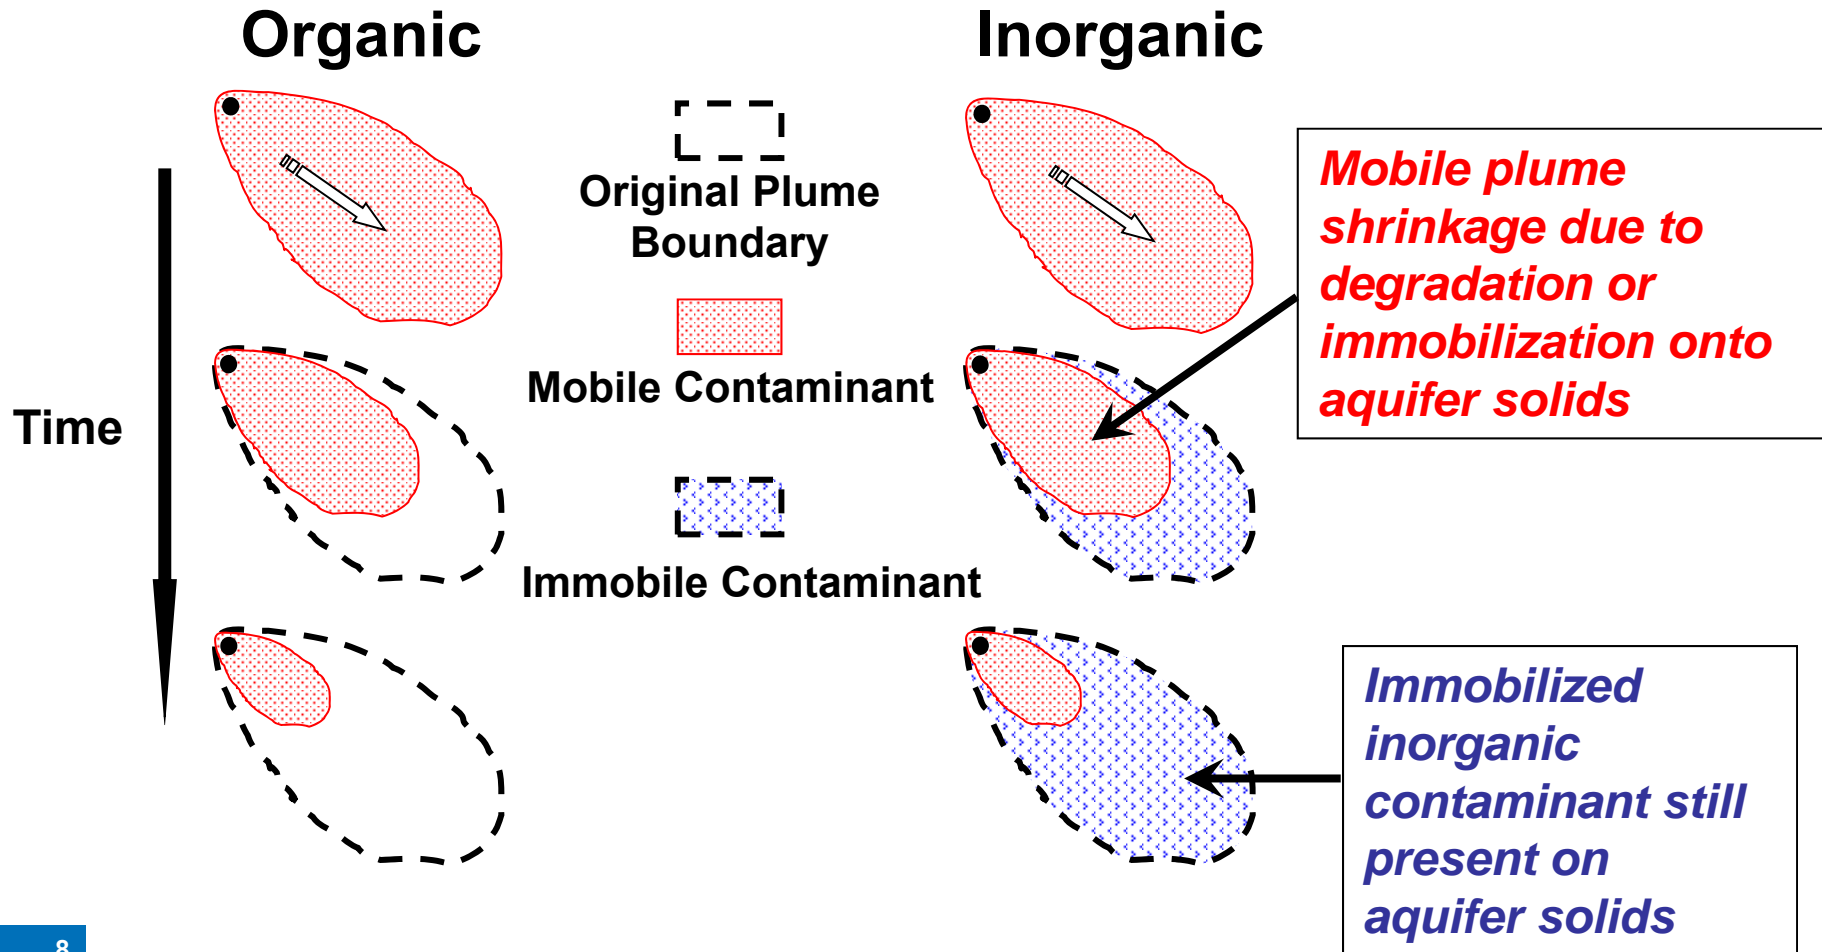 Organic
Inorganic
Time
Original Plume
Boundary
Mobile Contaminant
Immobile Contaminant
Mobile plume
shrinkage due to
degradation or
immobilization onto
aquifer solids
Immobilized
inorganic
contaminant still
present on
aquifer solids
8